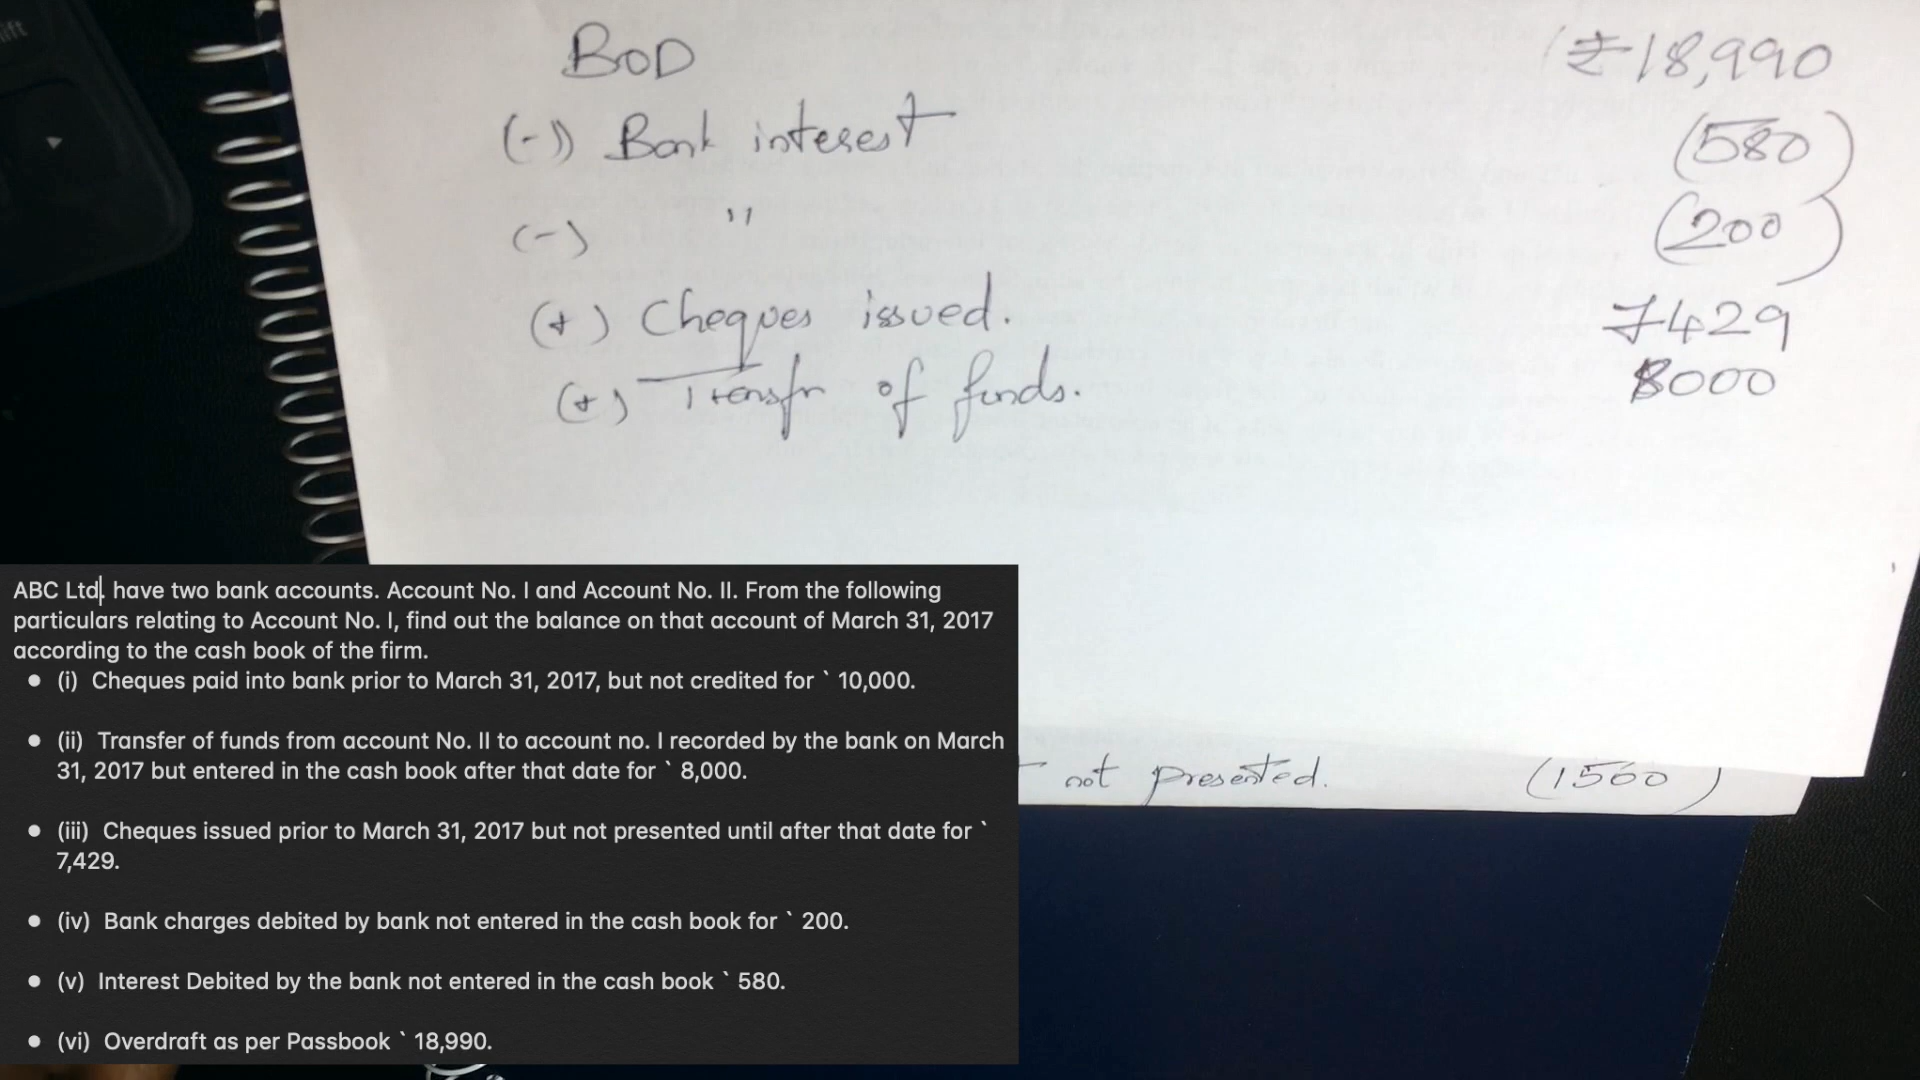 BOD ₹18,990
(-) Bank interest (580)
(-) " (200)
(+) Cheques issued. 7429
(+) Transfr of funds. 8000
not presented. (1500)
ABC Ltd. have two bank accounts. Account No. I and Account No. II. From the following
particulars relating to Account No. I, find out the balance on that account of March 31, 2017
according to the cash book of the firm.
• (i) Cheques paid into bank prior to March 31, 2017, but not credited for ` 10,000.
• (ii) Transfer of funds from account No. II to account no. I recorded by the bank on March
31, 2017 but entered in the cash book after that date for ` 8,000.
• (iii) Cheques issued prior to March 31, 2017 but not presented until after that date for `
7,429.
• (iv) Bank charges debited by bank not entered in the cash book for ` 200.
• (v) Interest Debited by the bank not entered in the cash book ` 580.
• (vi) Overdraft as per Passbook ` 18,990.